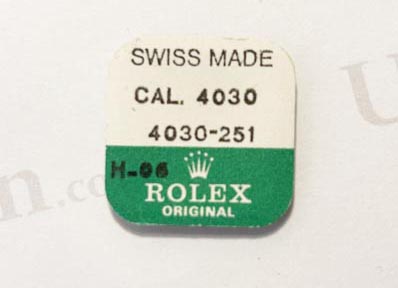 SWISS MADE
CAL. 4030
4030-251
H-06
ROLEX
ORIGINAL